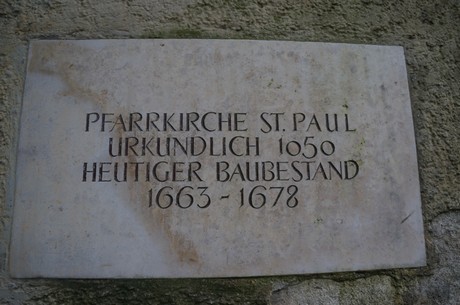 PFARRKIRCHE ST. PAUL
URKUNDLICH 1050
HEUTIGER BAUBESTAND
1663 - 1678